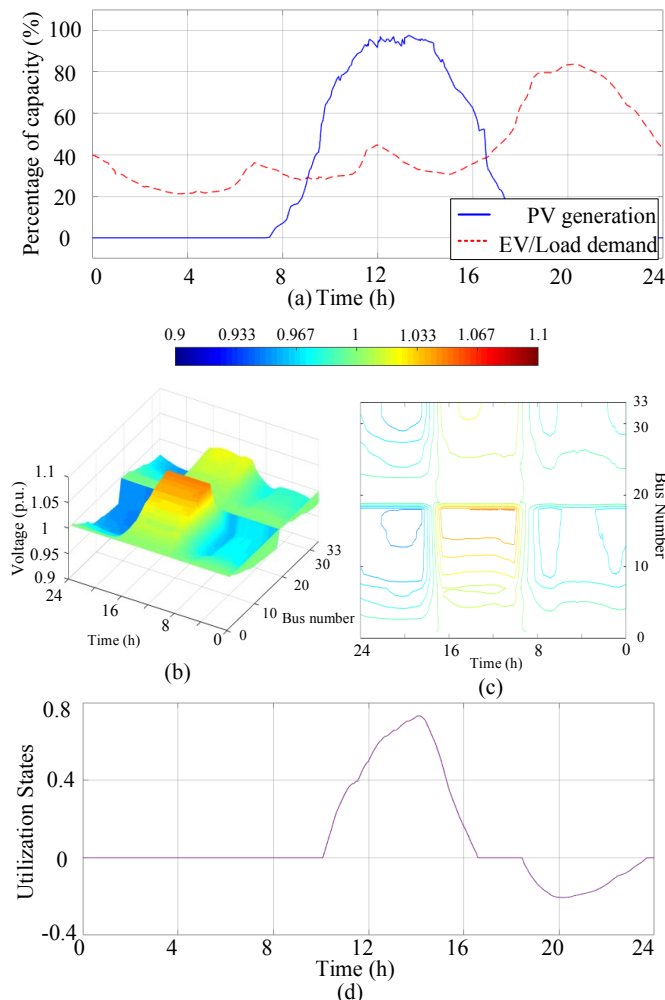 Percentage of capacity (%)
100
80
60
40
20
0
PV generation
EV/Load demand
0 4 8 12 16 20 24
(a) Time (h)
0.9 0.933 0.967 1 1.033 1.067 1.1
Voltage (p.u.)
1.1
1.05
1
0.95
0.9
24 16 8 0
Time (h)
0 10 20 30 33
Bus number
(b)
33
30
20
10
0
Bus Number
24 16 8 0
Time (h)
(c)
Utilization States
0.8
0.4
0
-0.4
0 4 8 12 16 20 24
Time (h)
(d)